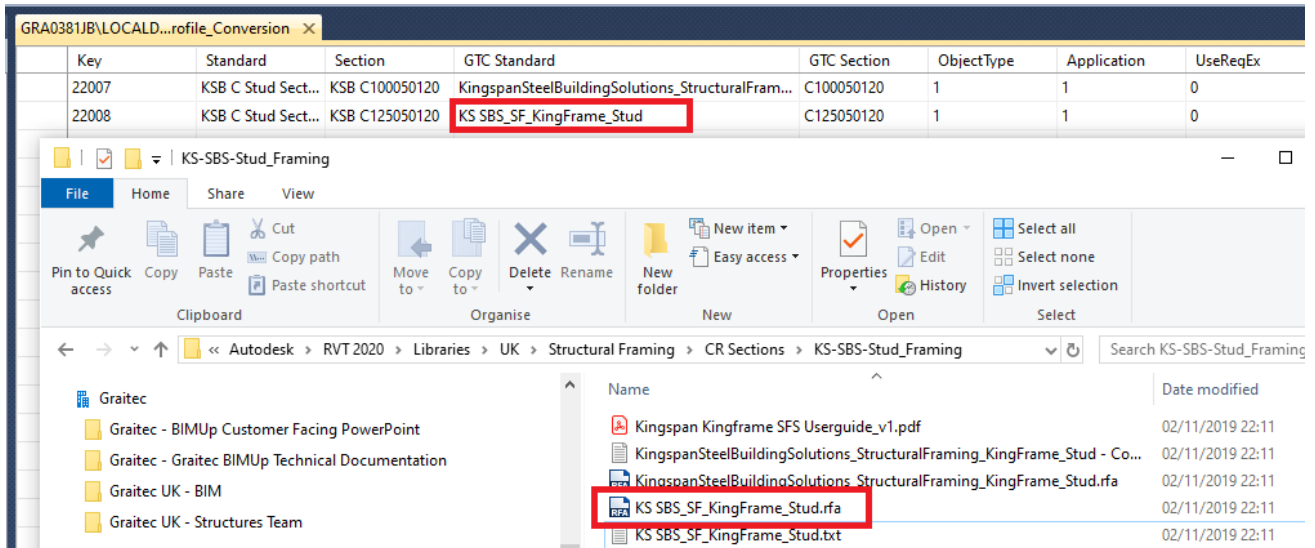 GRA0381JB\LOCALD...rofile_Conversion
Key Standard Section GTC Standard GTC Section ObjectType Application UseRegEx
22007 KSB C Stud Sect... KSB C100050120 KingspanSteelBuildingSolutions_StructuralFram... C100050120 1 1 0
22008 KSB C Stud Sect... KSB C125050120 KS SBS_SF_KingFrame_Stud C125050120 1 1 0
KS-SBS-Stud_Framing
File Home Share View
Pin to Quick access
Copy
Paste
Cut
Copy path
Paste shortcut
Clipboard
Move to
Copy to
Delete
Rename
Organise
New folder
New item
Easy access
New
Properties
Open
Edit
History
Open
Select all
Select none
Invert selection
Select
« Autodesk > RVT 2020 > Libraries > UK > Structural Framing > CR Sections > KS-SBS-Stud_Framing
Search KS-SBS-Stud_Framing
Graitec
Graitec - BIMUp Customer Facing PowerPoint
Graitec - Graitec BIMUp Technical Documentation
Graitec UK - BIM
Graitec UK - Structures Team
Name Date modified
Kingspan Kingframe SFS Userguide_v1.pdf 02/11/2019 22:11
KingspanSteelBuildingSolutions_StructuralFraming_KingFrame_Stud - Co... 02/11/2019 22:11
KingspanSteelBuildingSolutions_StructuralFraming_KingFrame_Stud.rfa 02/11/2019 22:11
KS SBS_SF_KingFrame_Stud.rfa 02/11/2019 22:11
KS SBS_SF_KingFrame_Stud.txt 02/11/2019 22:11